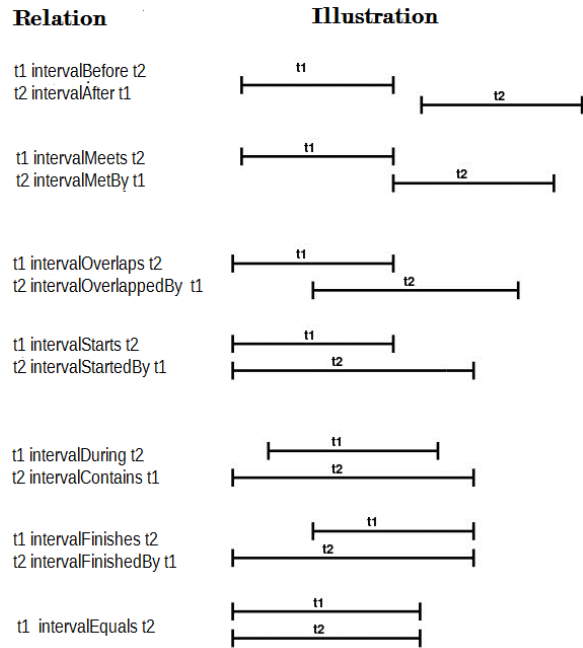 Relation Illustration
t1 intervalBefore t2
t2 intervalAfter t1
t1
t2
t1 intervalMeets t2
t2 intervalMetBy t1
t1
t2
t1 intervalOverlaps t2
t2 intervalOverlappedBy t1
t1
t2
t1 intervalStarts t2
t2 intervalStartedBy t1
t1
t2
t1 intervalDuring t2
t2 intervalContains t1
t1
t2
t1 intervalFinishes t2
t2 intervalFinishedBy t1
t1
t2
t1 intervalEquals t2
t1
t2